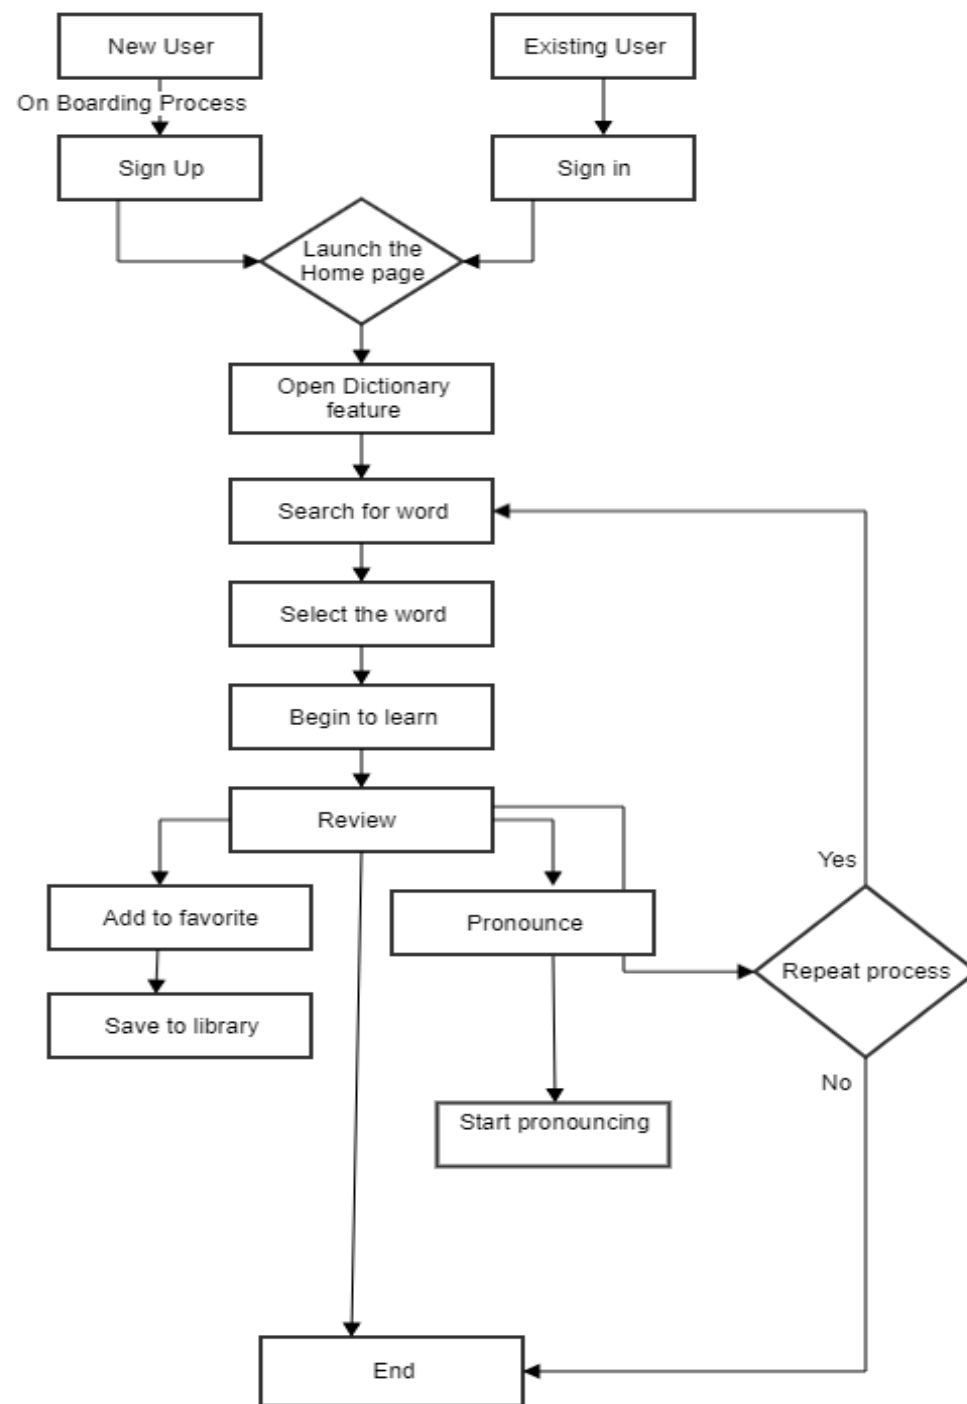 New User
Existing User
On Boarding Process
Sign Up
Sign in
Launch the
Home page
Open Dictionary
feature
Search for word
Select the word
Begin to learn
Review
Yes
Add to favorite
Pronounce
Repeat process
Save to library
No
Start pronouncing
End